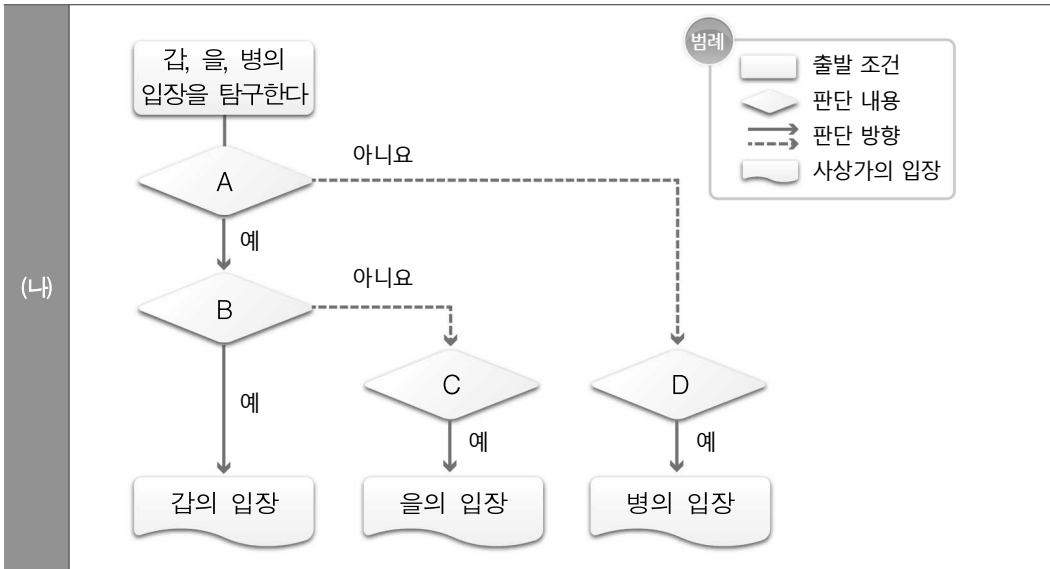 (나)
갑, 을, 병의
입장을 탐구한다
범례
출발 조건
판단 내용
판단 방향
사상가의 입장
A
아니요
예
B
아니요
예
C
예
D
예
갑의 입장
을의 입장
병의 입장